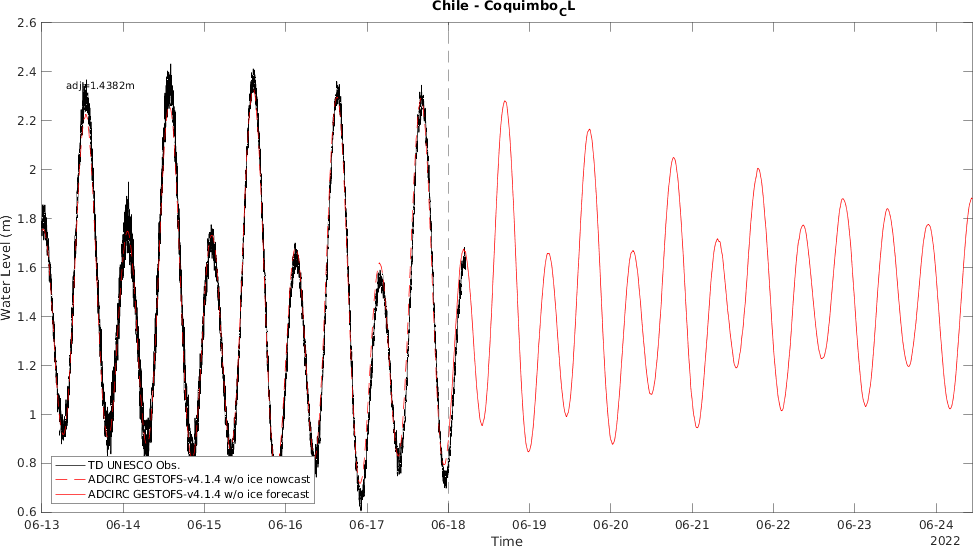 Chile - Coquimbo_CL
2.6
2.4
2.2
2
1.8
1.6
1.4
1.2
1
0.8
0.6
Water Level (m)
adj=1.4382m
TD UNESCO Obs.
ADCIRC GESTOFS-v4.1.4 w/o ice nowcast
ADCIRC GESTOFS-v4.1.4 w/o ice forecast
06-13 06-14 06-15 06-16 06-17 06-18 06-19 06-20 06-21 06-22 06-23 06-24
Time
2022